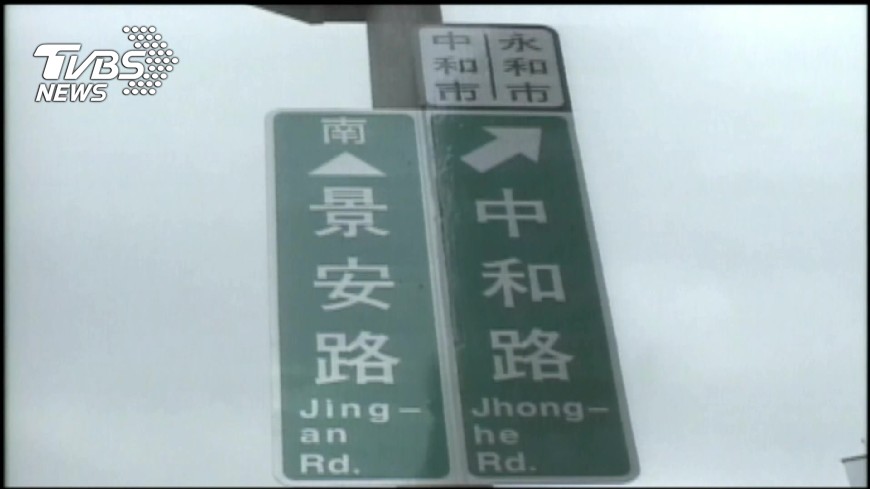 TVBS
NEWS
中和市 永和市
南
景安路
Jing-
an
Rd.
中和路
Jhong-
he
Rd.